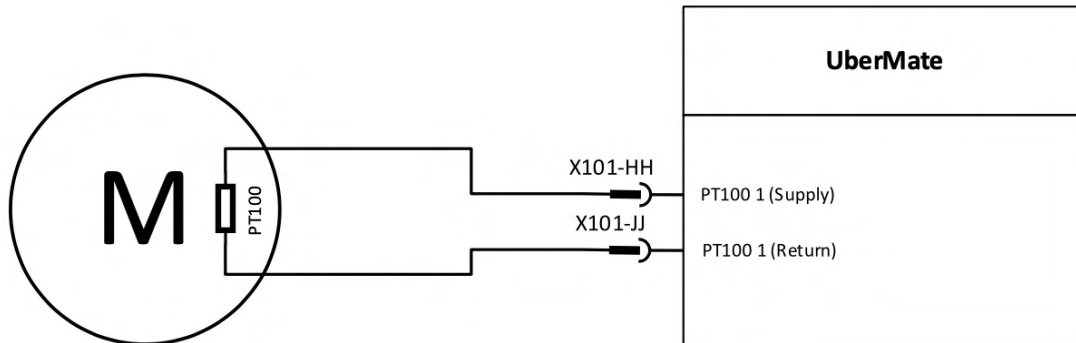 UberMate
M
PT100
X101-HH
PT100 1 (Supply)
X101-JJ
PT100 1 (Return)